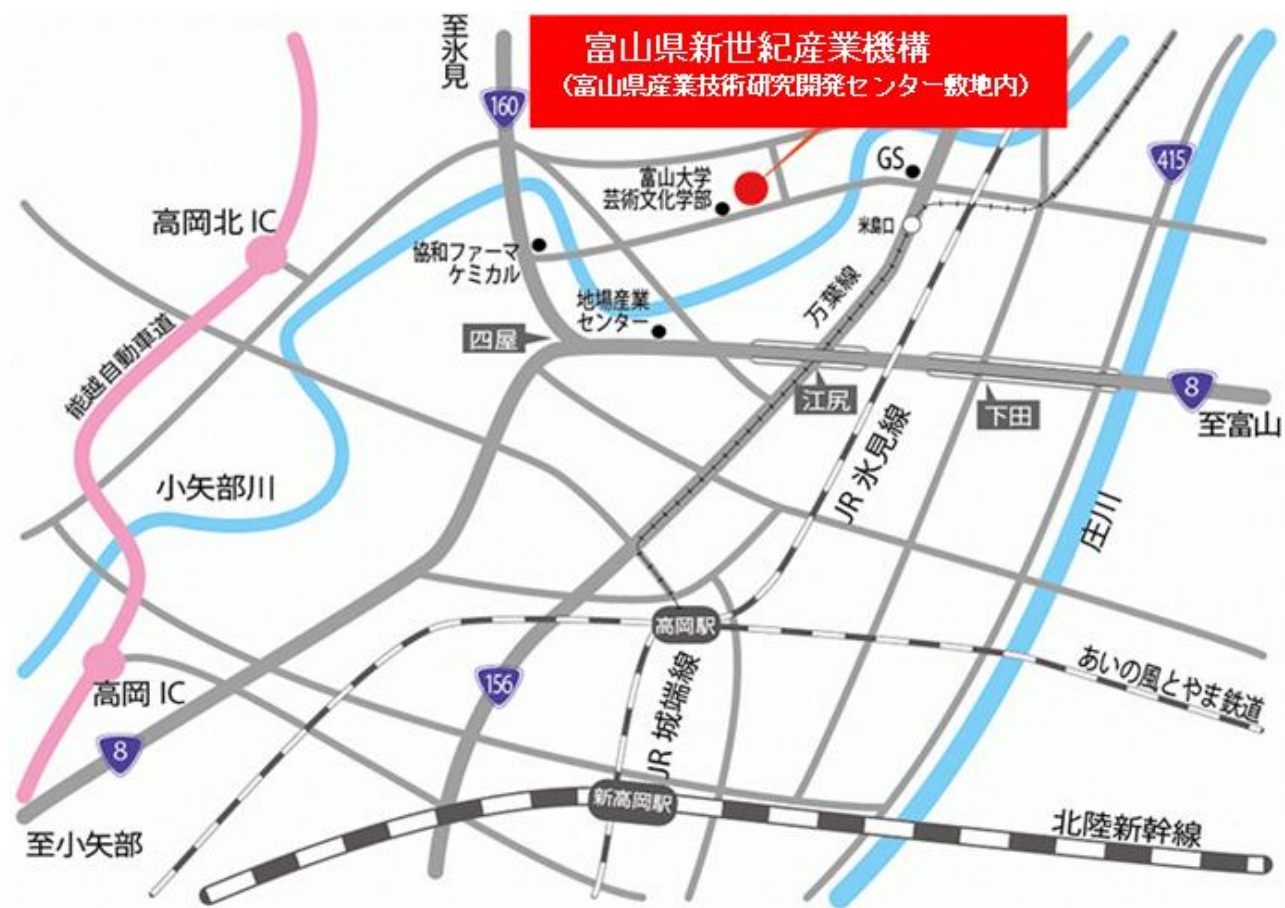 至氷見
富山県新世紀産業機構
(富山県産業技術研究開発センター敷地内)
160
415
GS
富山大学
芸術文化学部
高岡北IC
米島口
協和ファーマ
ケミカル
地場産業
センター
万葉線
四屋
能越自動車道
江尻
下田
8
至富山
JR氷見線
小矢部川
庄川
高岡駅
あいの風とやま鉄道
高岡IC
156
JR城端線
8
新高岡駅
北陸新幹線
至小矢部